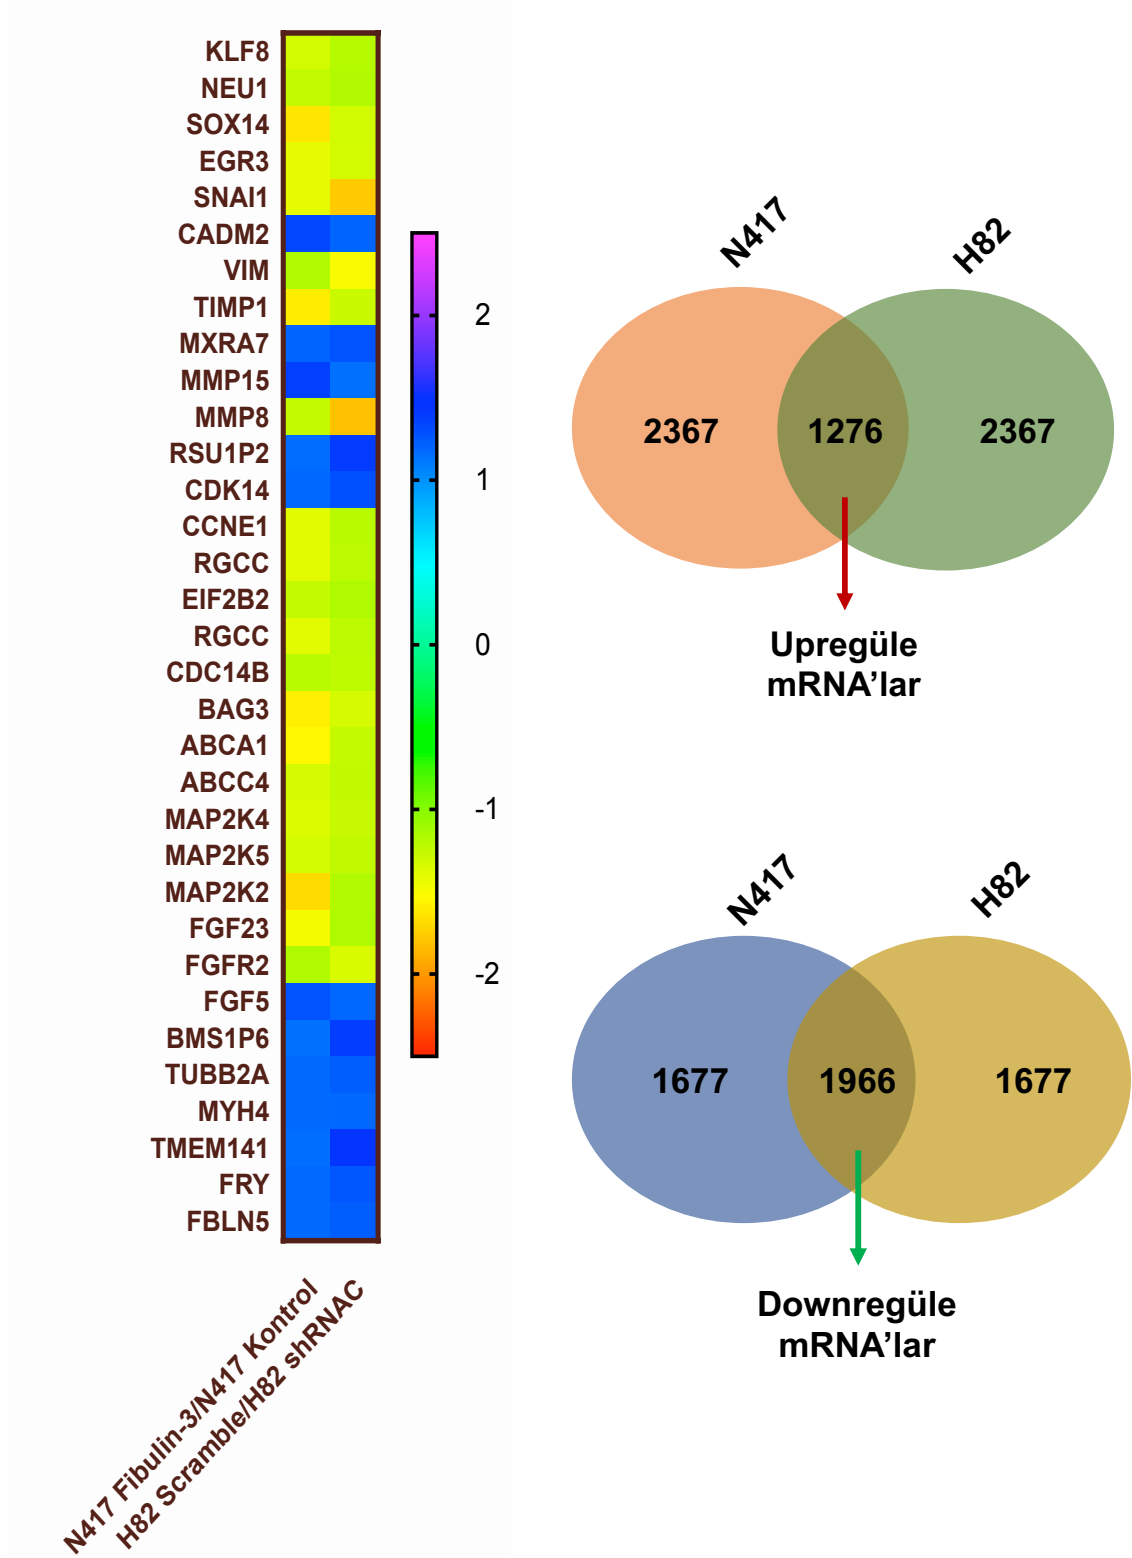 KLF8
NEU1
SOX14
EGR3
SNAI1
CADM2
VIM
TIMP1
MXRA7
MMP15
MMP8
RSU1P2
CDK14
CCNE1
RGCC
EIF2B2
RGCC
CDC14B
BAG3
ABCA1
ABCC4
MAP2K4
MAP2K5
MAP2K2
FGF23
FGFR2
FGF5
BMS1P6
TUBB2A
MYH4
TMEM141
FRY
FBLN5
N417 Fibulin-3/N417 Kontrol
H82 Scramble/H82 shRNAC
2
1
0
-1
-2
N417
H82
2367
1276
2367
Upregüle
mRNA’lar
N417
H82
1677
1966
1677
Downregüle
mRNA’lar